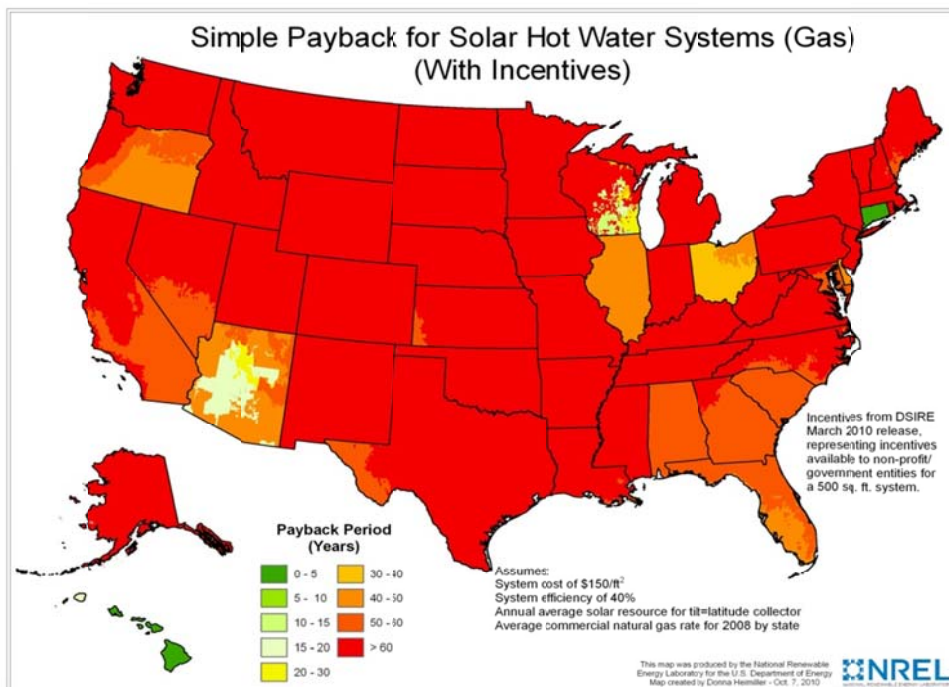 Simple Payback for Solar Hot Water Systems (Gas)
(With Incentives)
Incentives from DSIRE
March 2010 release,
representing incentives
available to non-profit/
government entities for
a 500 sq. ft. system.
Payback Period
(Years)
0 - 5
5 - 10
10 - 15
15 - 20
20 - 30
30 - 40
40 - 50
50 - 60
> 60
Assumes:
System cost of $150/ft²
System efficiency of 40%
Annual average solar resource for tilt=latitude collector
Average commercial natural gas rate for 2008 by state
This map was produced by the National Renewable
Energy Laboratory for the U.S. Department of Energy
Map created by Donna Heimiller - Oct. 7, 2010
NREL
NATIONAL RENEWABLE ENERGY LABORATORY